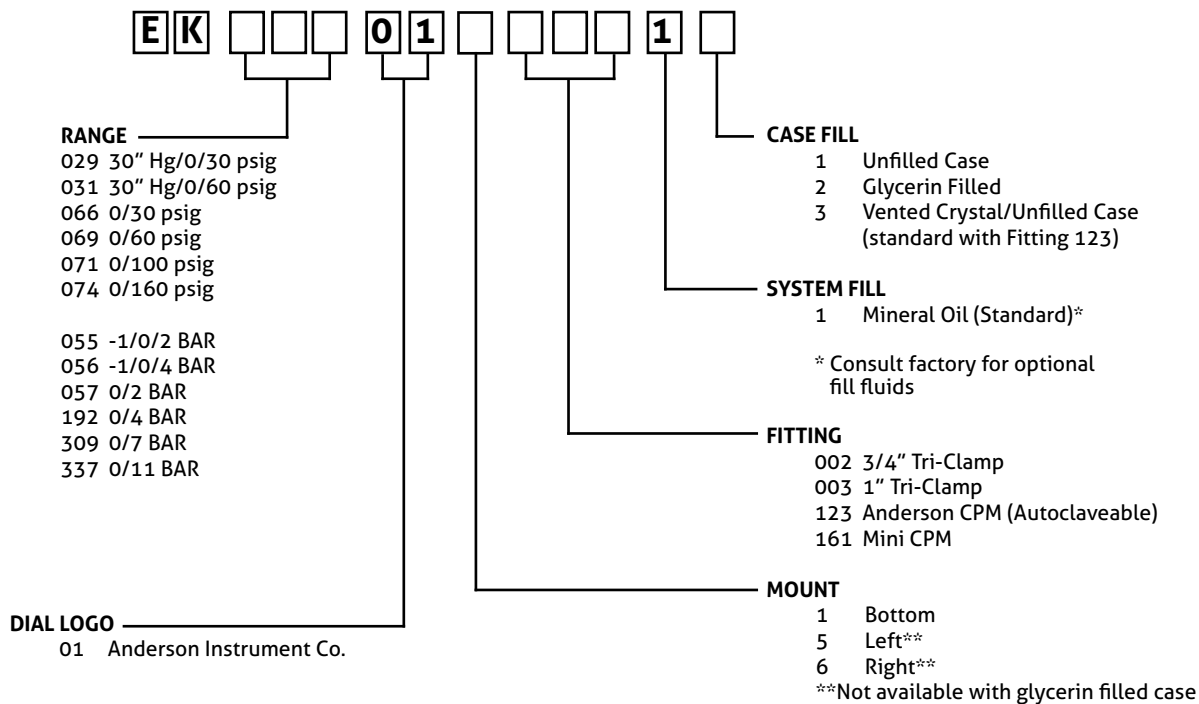 EK 01 1
RANGE
029 30" Hg/0/30 psig
031 30" Hg/0/60 psig
066 0/30 psig
069 0/60 psig
071 0/100 psig
074 0/160 psig
055 -1/0/2 BAR
056 -1/0/4 BAR
057 0/2 BAR
192 0/4 BAR
309 0/7 BAR
337 0/11 BAR
DIAL LOGO
01 Anderson Instrument Co.
CASE FILL
1 Unfilled Case
2 Glycerin Filled
3 Vented Crystal/Unfilled Case
(standard with Fitting 123)
SYSTEM FILL
1 Mineral Oil (Standard)*
* Consult factory for optional
fill fluids
FITTING
002 3/4" Tri-Clamp
003 1" Tri-Clamp
123 Anderson CPM (Autoclaveable)
161 Mini CPM
MOUNT
1 Bottom
5 Left**
6 Right**
**Not available with glycerin filled case